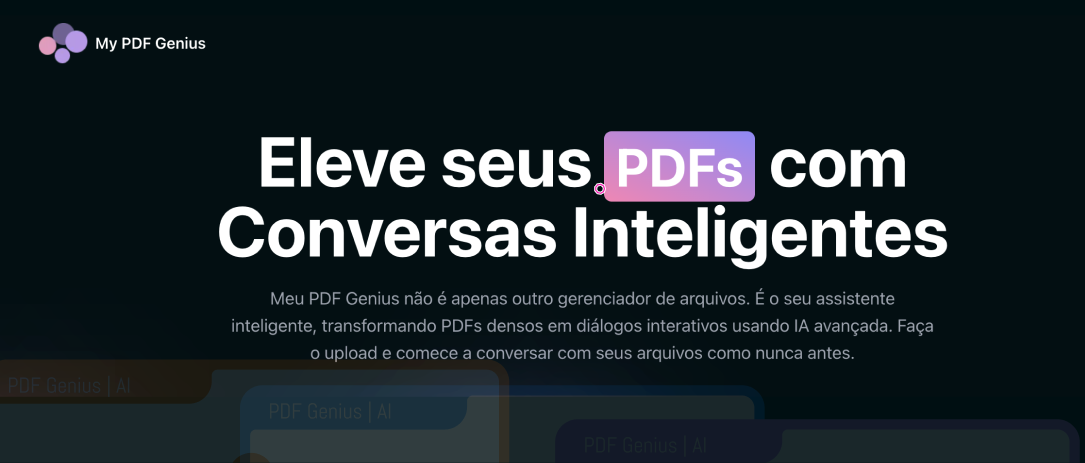 My PDF Genius
Eleve seus PDFs com
Conversas Inteligentes
Meu PDF Genius não é apenas outro gerenciador de arquivos. É o seu assistente
inteligente, transformando PDFs densos em diálogos interativos usando IA avançada. Faça
o upload e comece a conversar com seus arquivos como nunca antes.
PDF Genius | AI
PDF Genius | AI
PDF Genius | AI